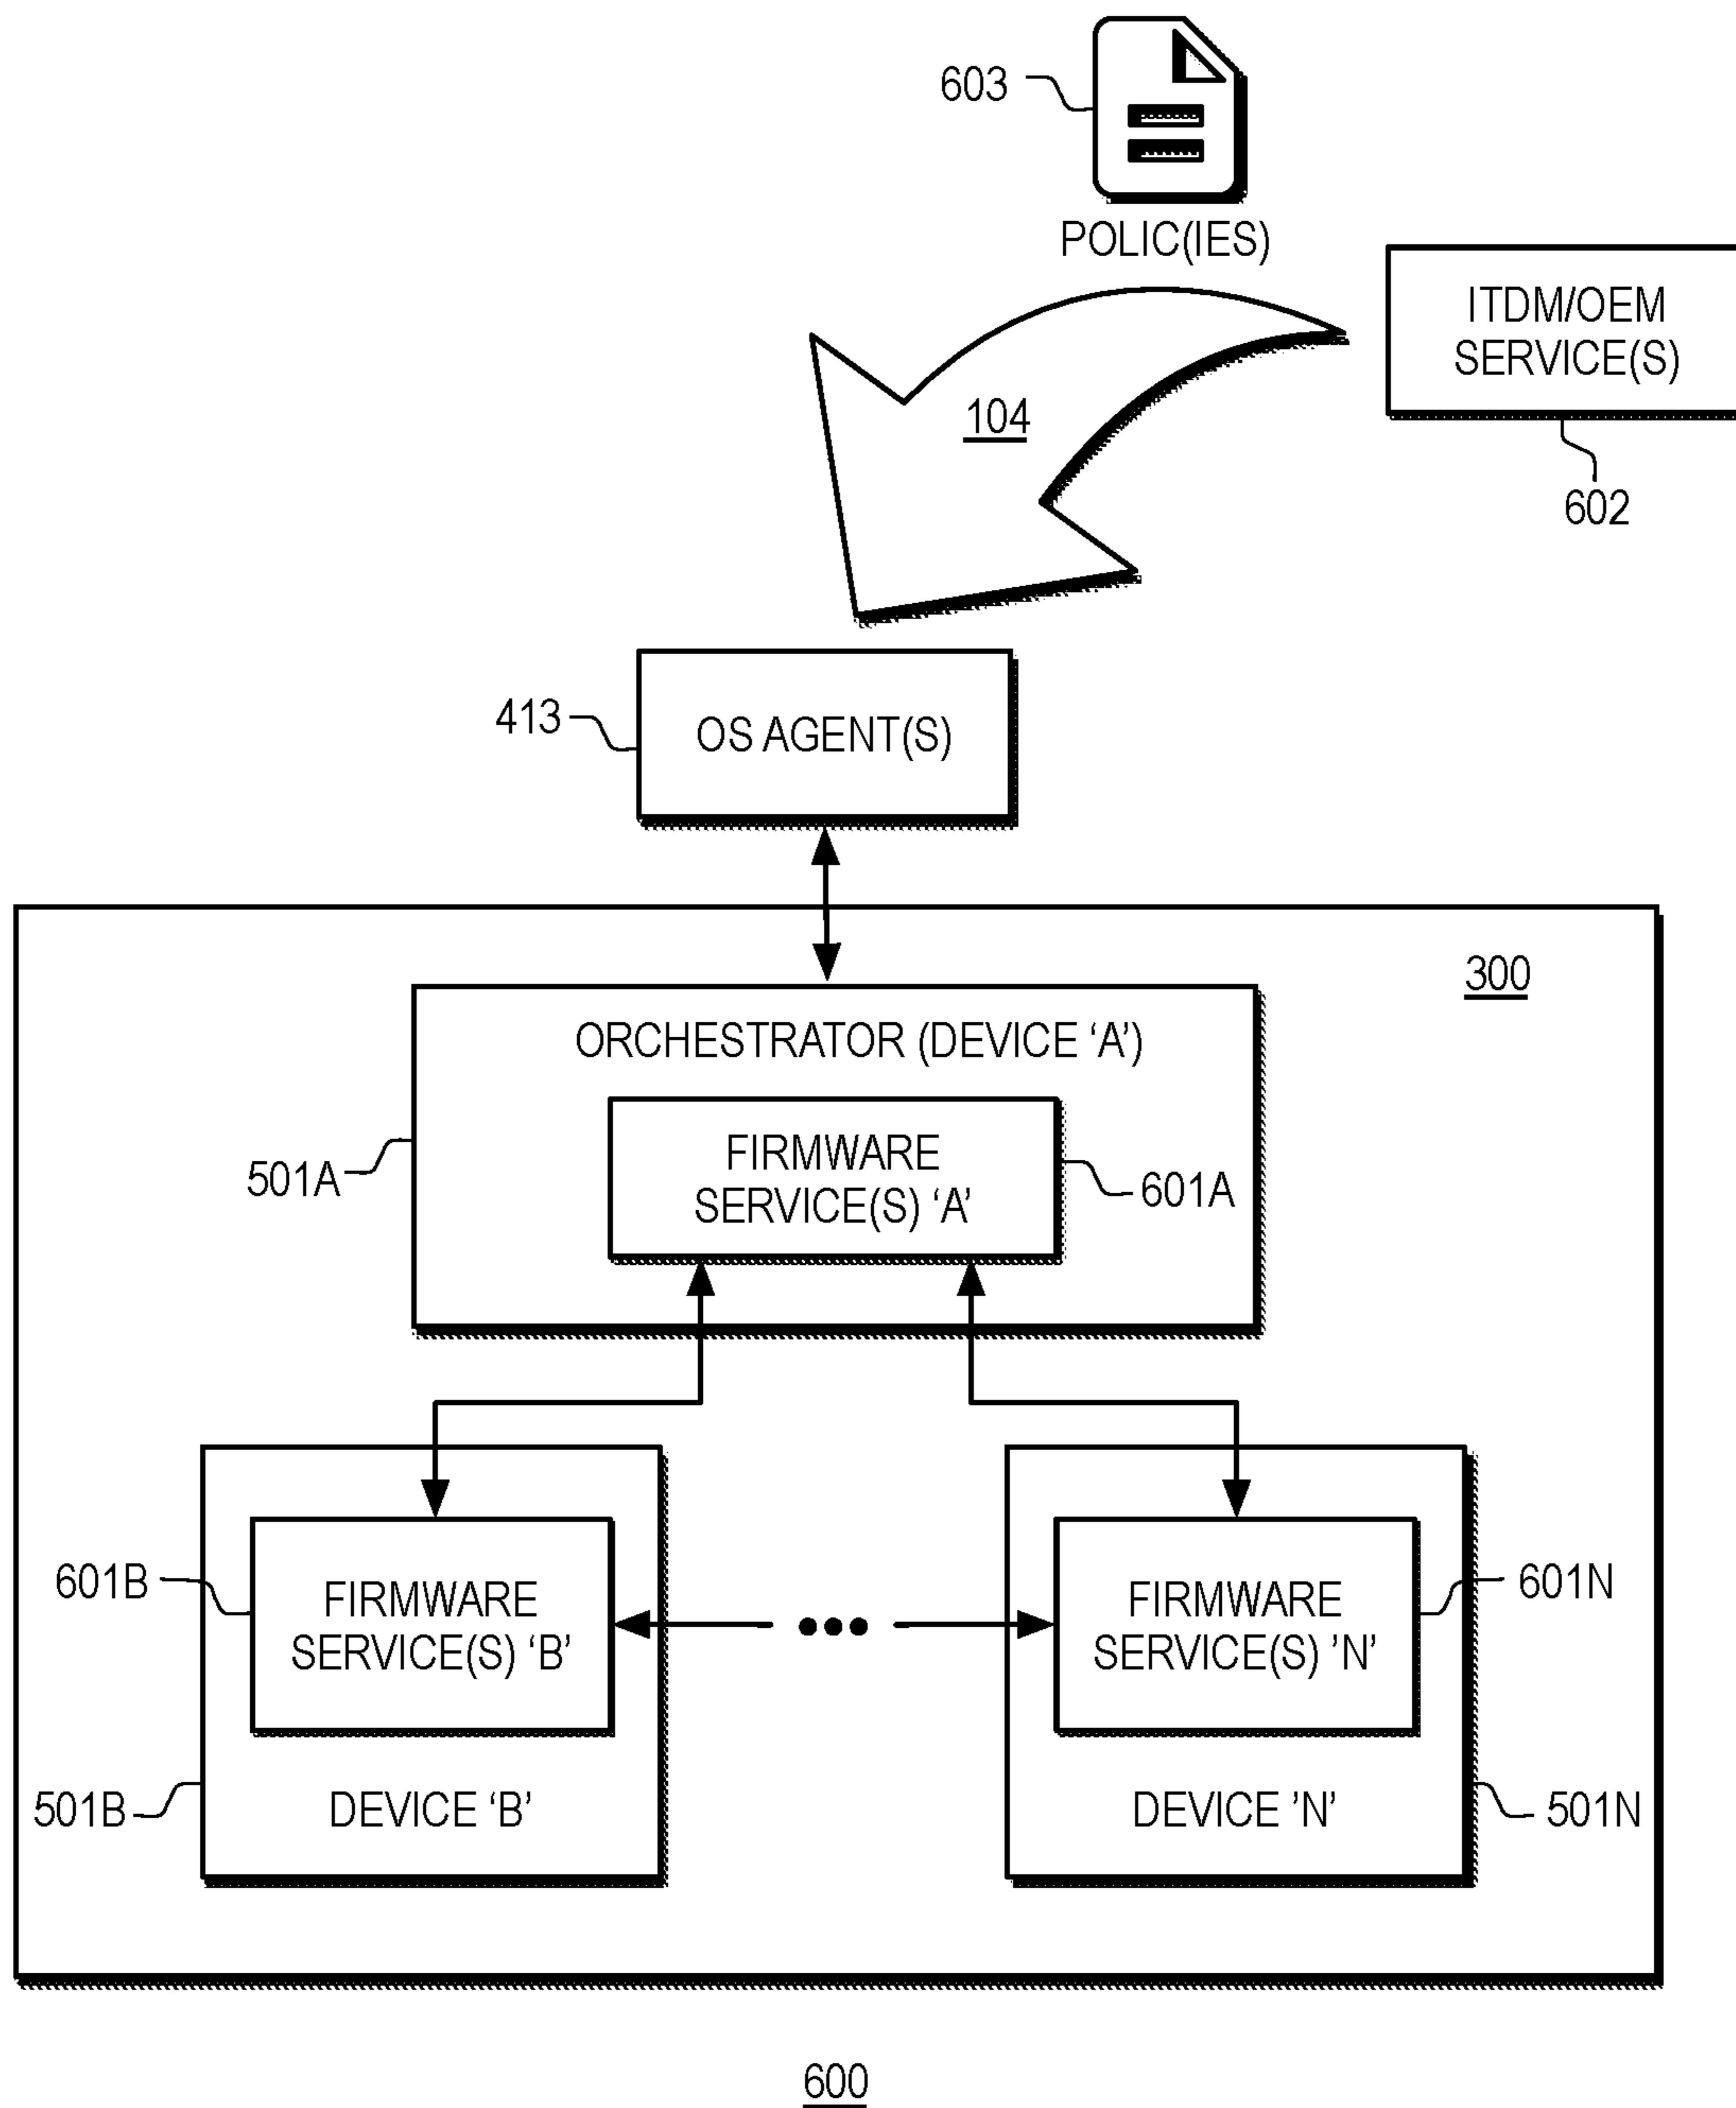 603
POLIC(IES)
ITDM/OEM
SERVICE(S)
104
602
413
OS AGENT(S)
300
ORCHESTRATOR (DEVICE ‘A’)
FIRMWARE
SERVICE(S) ‘A’
501A
601A
601B
FIRMWARE
SERVICE(S) ‘B’
FIRMWARE
SERVICE(S) ’N’
601N
501B
DEVICE ‘B’
DEVICE ’N’
501N
600